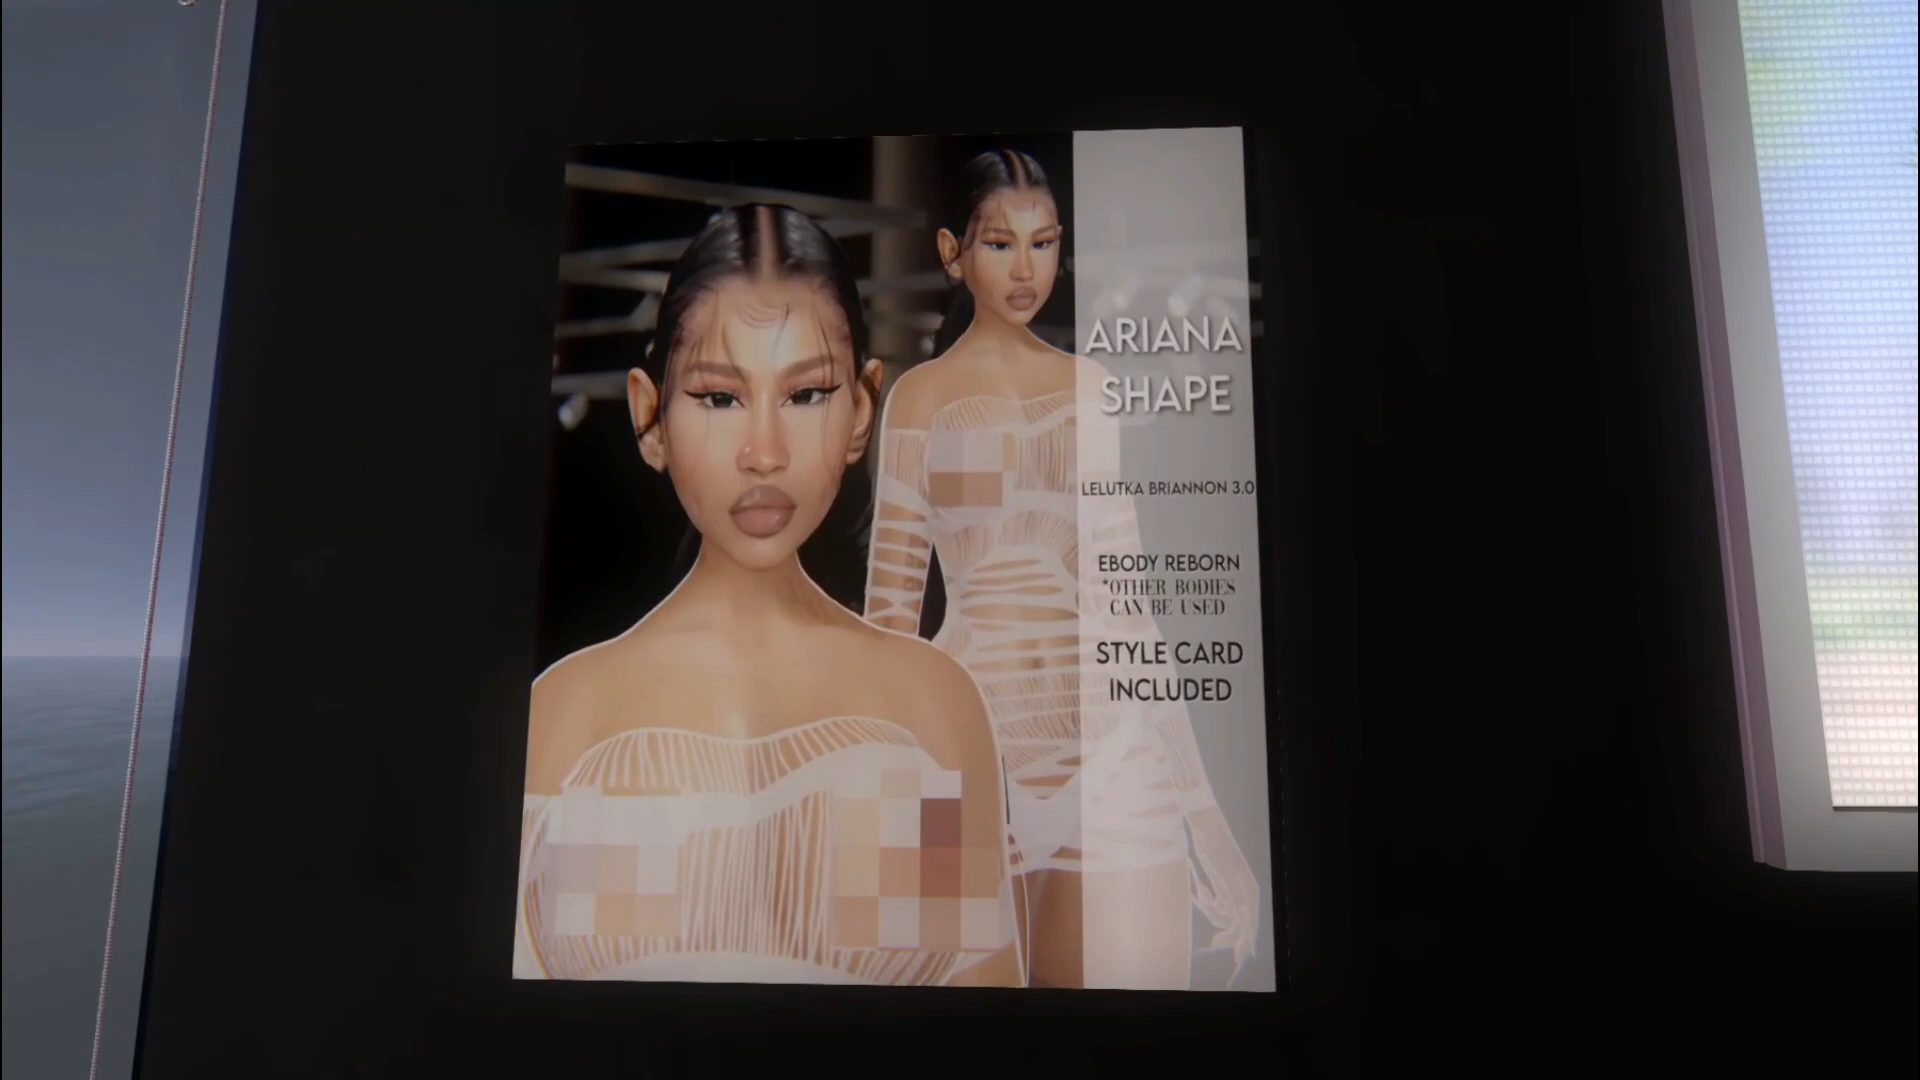 ARIANA
SHAPE
LELUTKA BRIANNON 3.0
EBODY REBORN
*OTHER BODIES
CAN BE USED
STYLE CARD
INCLUDED